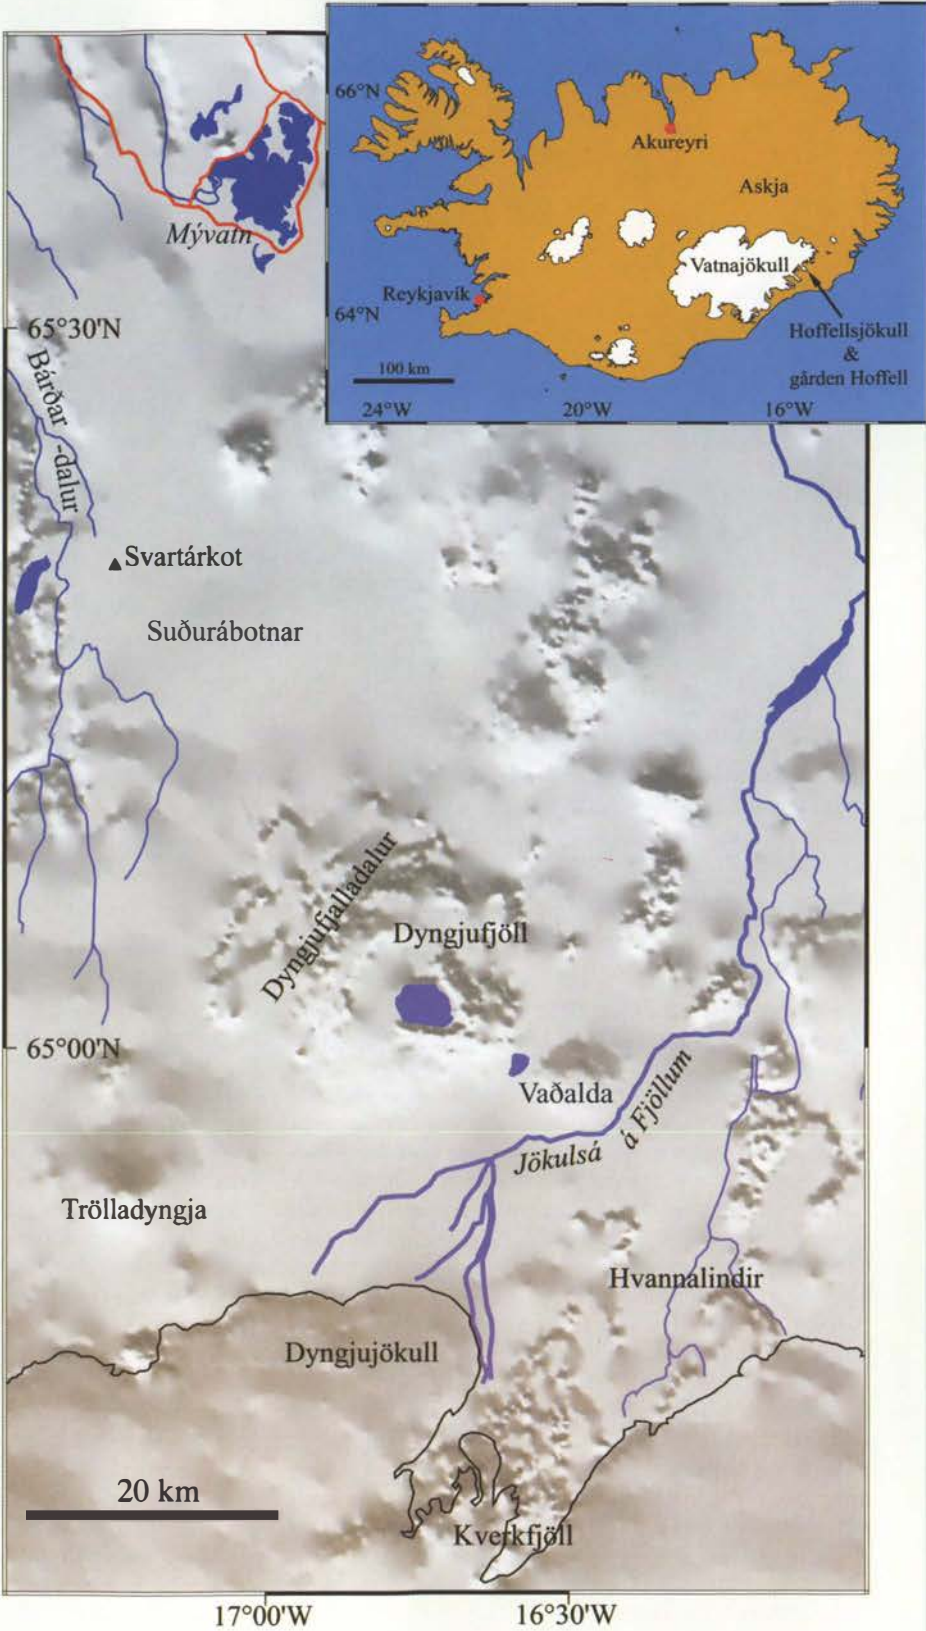 66°N
Akureyri
Askja
Vatnajökull
Reykjavík
64°N
Hoffellsjökull
&
gården Hoffell
100 km
24°W
20°W
16°W
Mývatn
65°30'N
Bárðar
-dalur
Svartárkot
Suðurábotnar
Dyngjufjalladalur
Dyngjufjöll
65°00'N
Vaðalda
Jökulsá
á Fjöllum
Trölladyngja
Hvannalindir
Dyngjujökull
20 km
Kverkfjöll
17°00'W
16°30'W